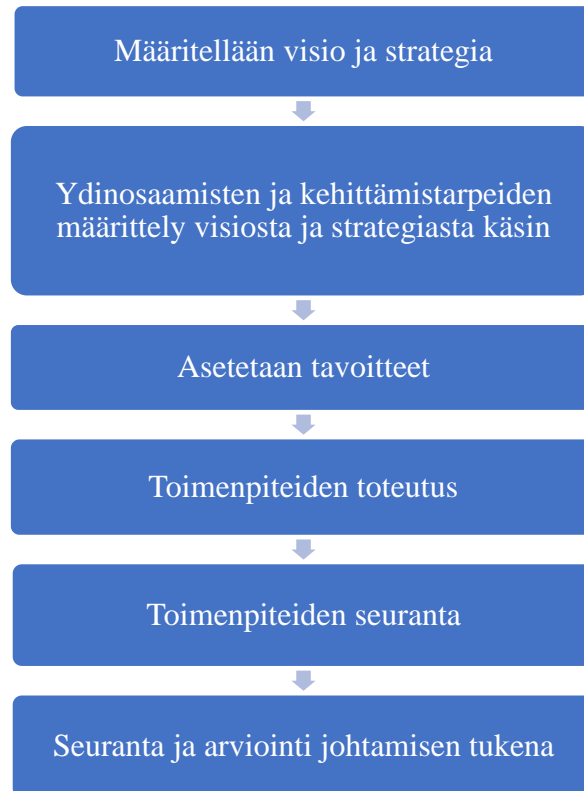 Määritellään visio ja strategia
Ydinosaamisten ja kehittämistarpeiden
määrittely visiosta ja strategiasta käsin
Asetetaan tavoitteet
Toimenpiteiden toteutus
Toimenpiteiden seuranta
Seuranta ja arviointi johtamisen tukena